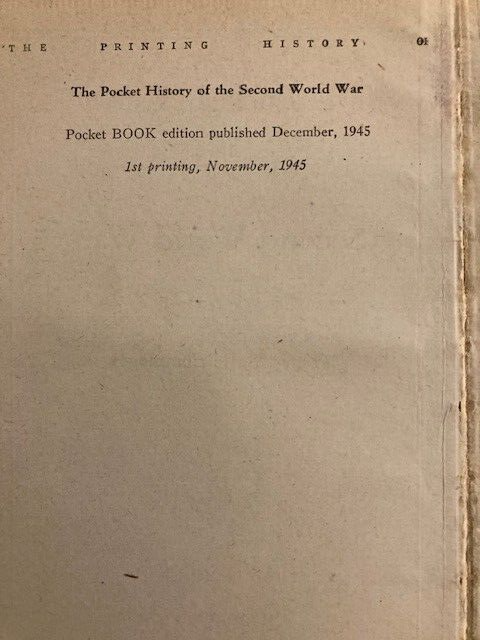 THE PRINTING HISTORY OF
The Pocket History of the Second World War
Pocket BOOK edition published December, 1945
1st printing, November, 1945